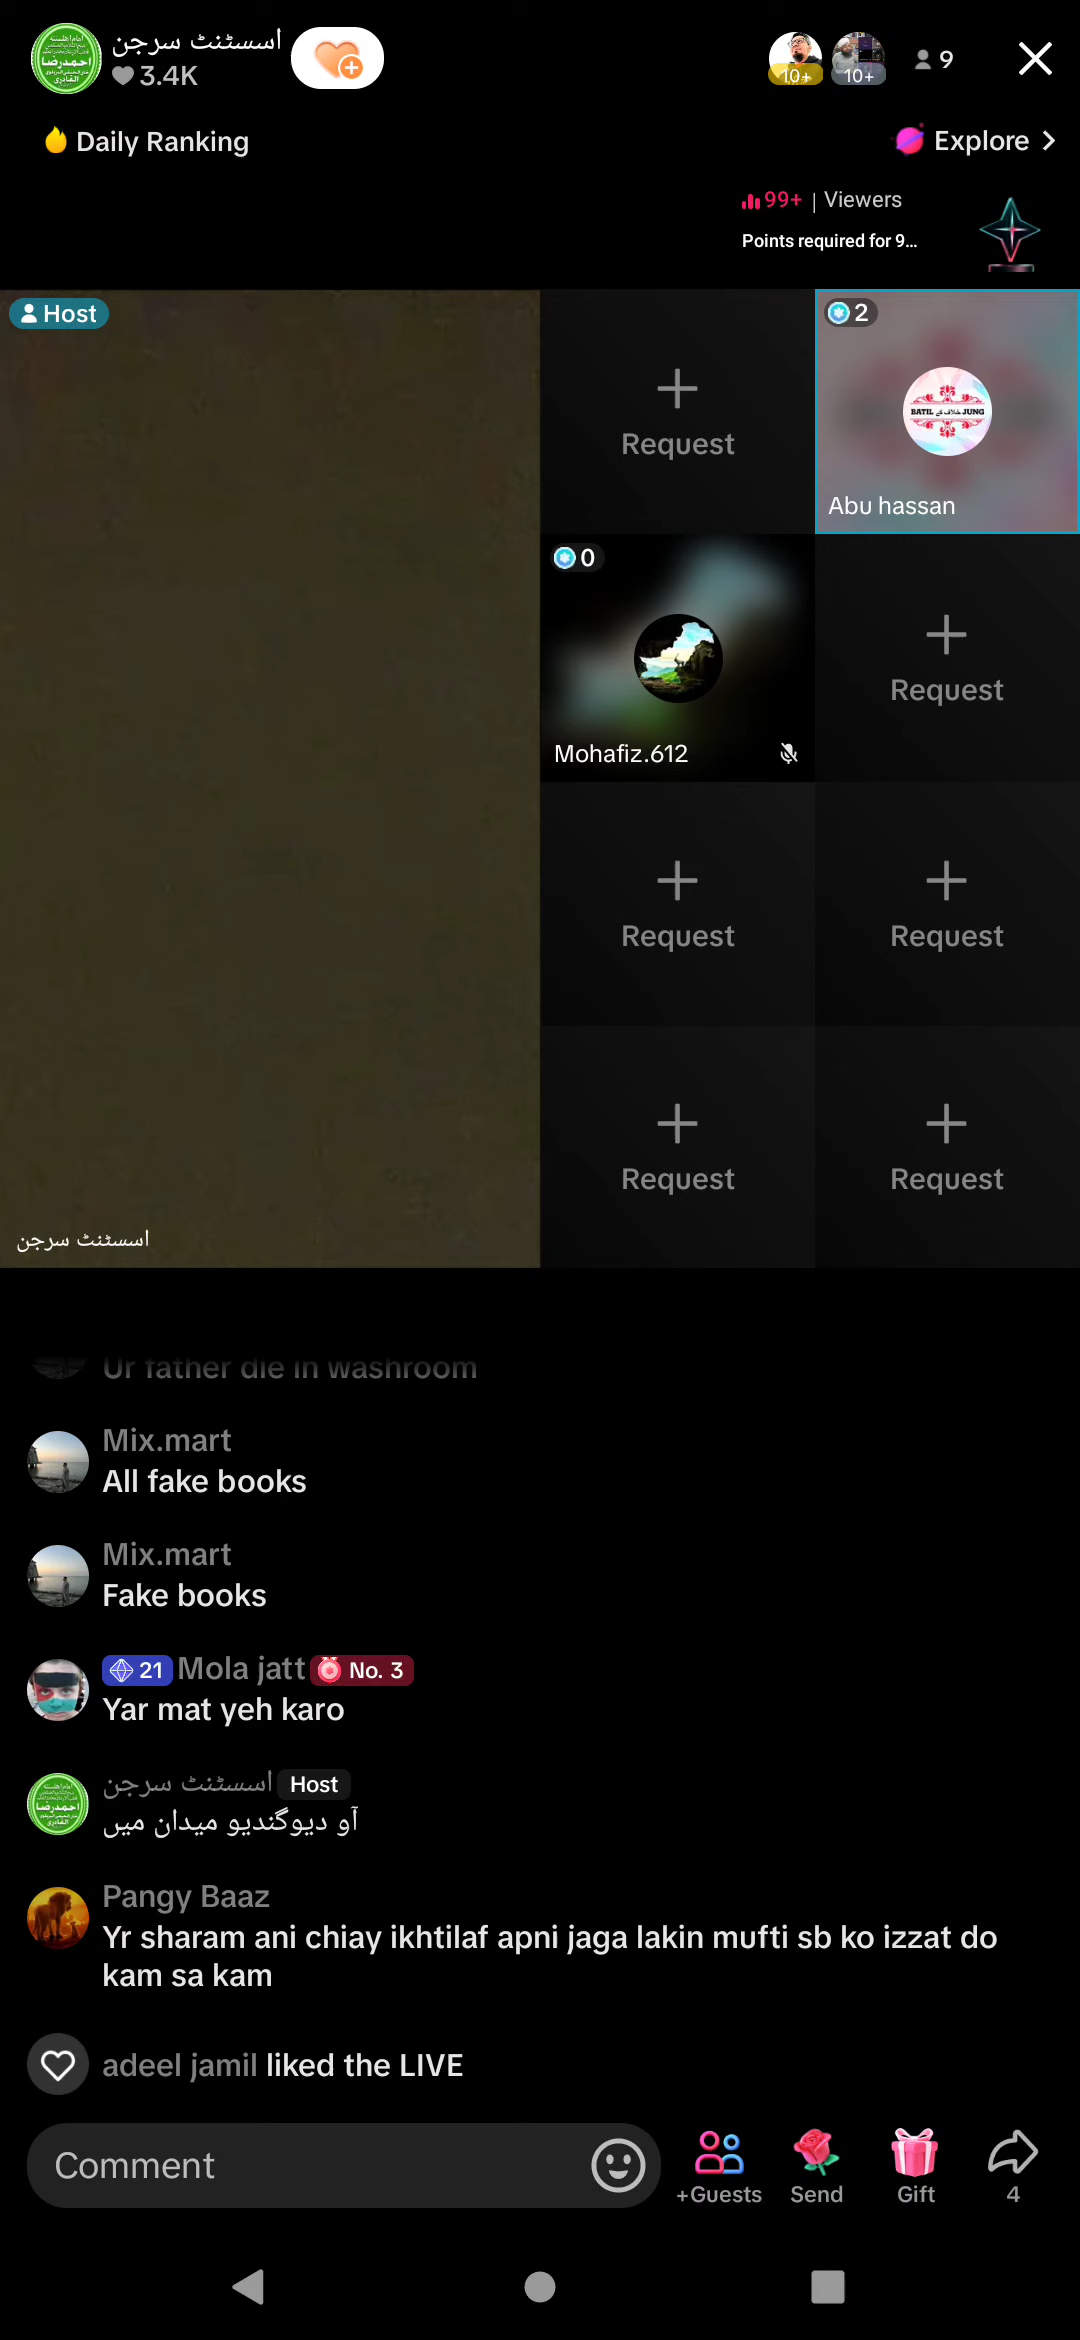 اسسٹنٹ سرجن
3.4K
10+
10+
9
Daily Ranking
Explore
99+ | Viewers
Points required for 9...
Host
Request
2
BATIL خلاف کے JUNG
Abu hassan
0
Mohafiz.612
Request
Request
Request
Request
Request
اسسٹنٹ سرجن
Ur father die in washroom
Mix.mart
All fake books
Mix.mart
Fake books
21 Mola jatt No. 3
Yar mat yeh karo
اسسٹنٹ سرجن Host
آو دیوگندیو میدان میں
Pangy Baaz
Yr sharam ani chiay ikhtilaf apni jaga lakin mufti sb ko izzat do
kam sa kam
adeel jamil liked the LIVE
Comment
+Guests
Send
Gift
4